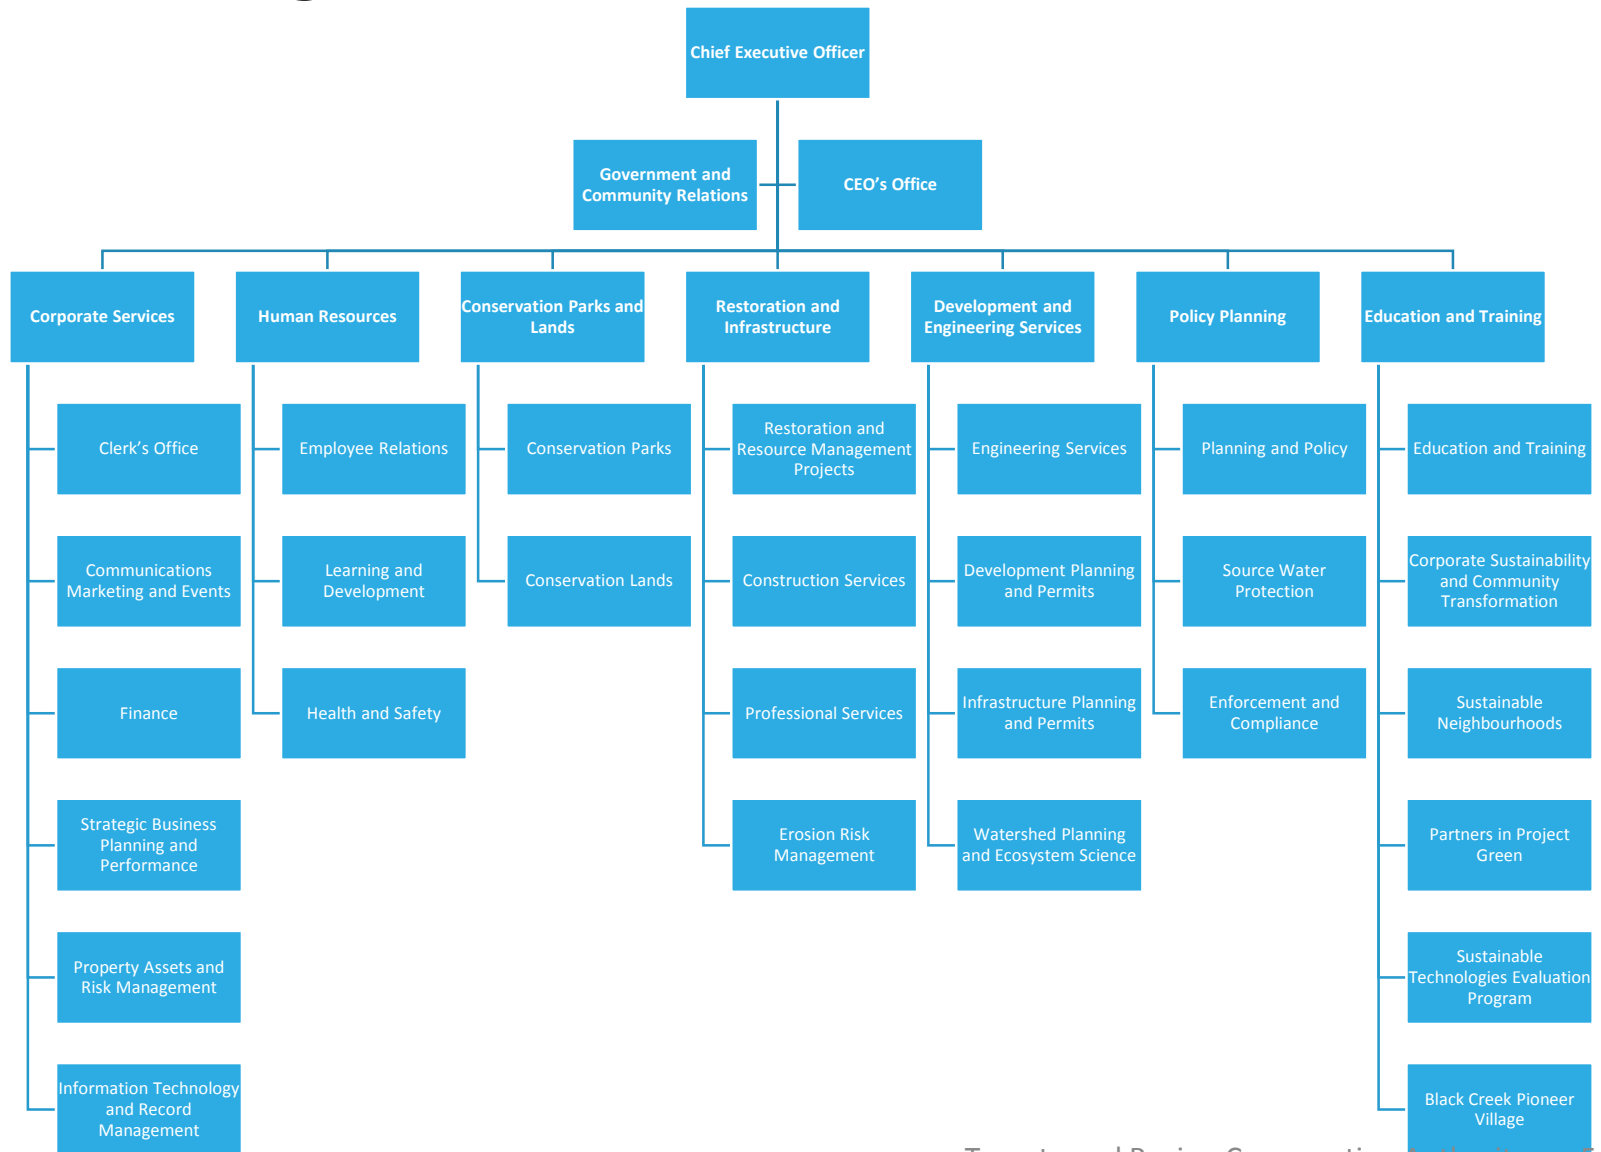 Chief Executive Officer
Government and
Community Relations
CEO’s Office
Corporate Services
Human Resources
Conservation Parks and
Lands
Restoration and
Infrastructure
Development and
Engineering Services
Policy Planning
Education and Training
Clerk’s Office
Communications
Marketing and Events
Finance
Strategic Business
Planning and
Performance
Property Assets and
Risk Management
Information Technology
and Record
Management
Employee Relations
Learning and
Development
Health and Safety
Conservation Parks
Conservation Lands
Restoration and
Resource Management
Projects
Construction Services
Professional Services
Erosion Risk
Management
Engineering Services
Development Planning
and Permits
Infrastructure Planning
and Permits
Watershed Planning
and Ecosystem Science
Planning and Policy
Source Water
Protection
Enforcement and
Compliance
Education and Training
Corporate Sustainability
and Community
Transformation
Sustainable
Neighbourhoods
Partners in Project
Green
Sustainable
Technologies Evaluation
Program
Black Creek Pioneer
Village